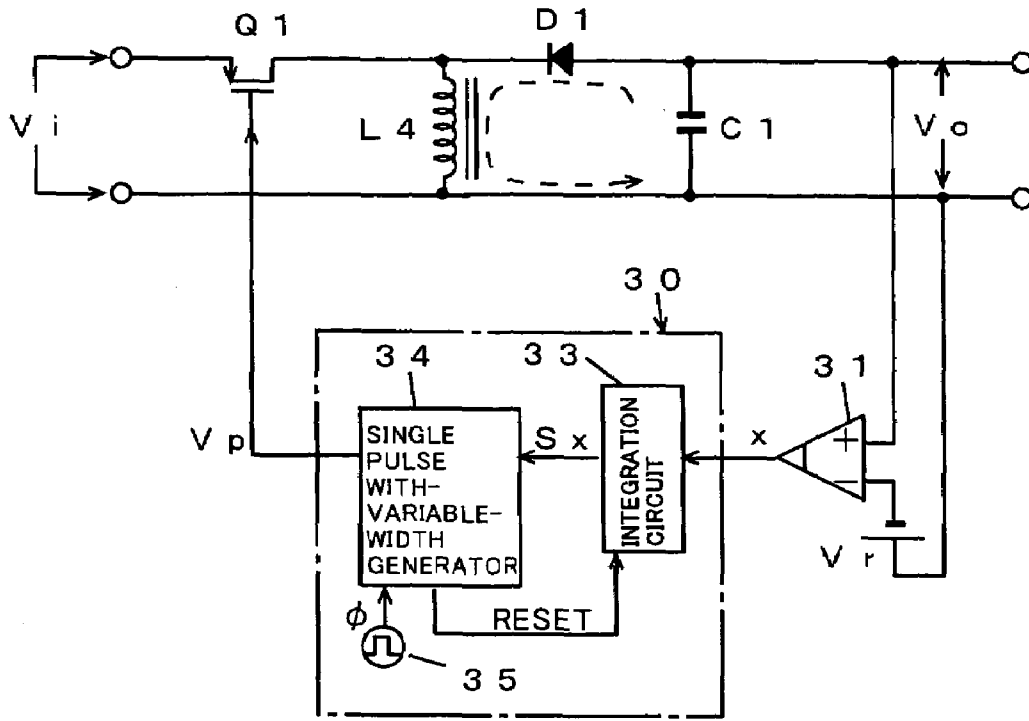 Q 1
D 1
V i
L 4
C 1
V o
3 0
3 4
3 3
3 1
V p
SINGLE
PULSE
WITH-
VARIABLE-
WIDTH
GENERATOR
S x
INTEGRATION
CIRCUIT
x
+
−
V r
φ
RESET
3 5